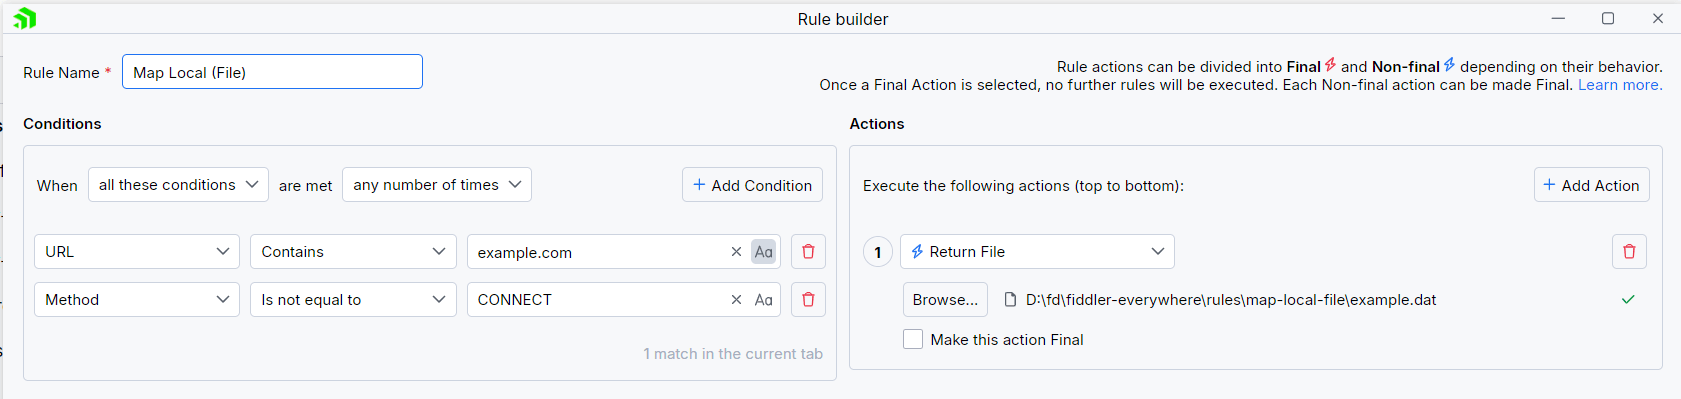 Rule builder
Rule Name *
Map Local (File)
Rule actions can be divided into Final and Non-final depending on their behavior.
Once a Final Action is selected, no further rules will be executed. Each Non-final action can be made Final. Learn more.
Conditions
When all these conditions are met any number of times + Add Condition
URL Contains example.com Aa
Method Is not equal to CONNECT Aa
1 match in the current tab
Actions
Execute the following actions (top to bottom): + Add Action
1 Return File
Browse... D:\fd\fiddler-everywhere\rules\map-local-file\example.dat
Make this action Final